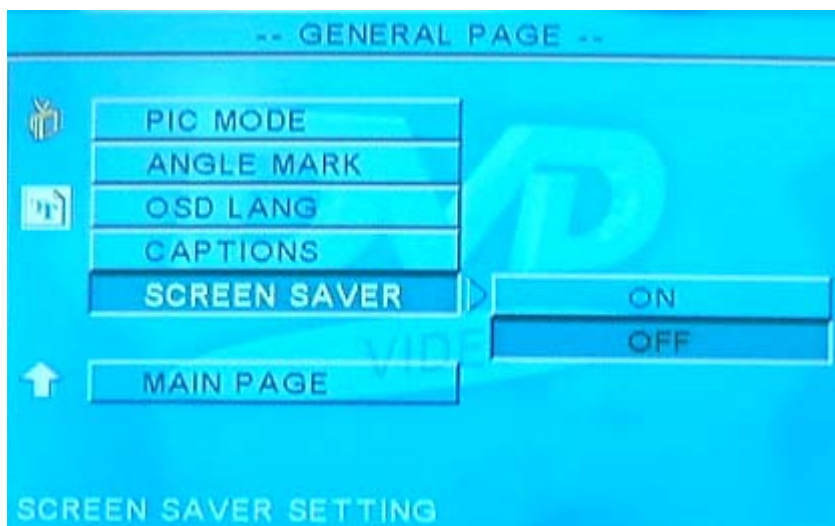 -- GENERAL PAGE --
PIC MODE
ANGLE MARK
OSD LANG
CAPTIONS
SCREEN SAVER
ON
OFF
MAIN PAGE
SCREEN SAVER SETTING